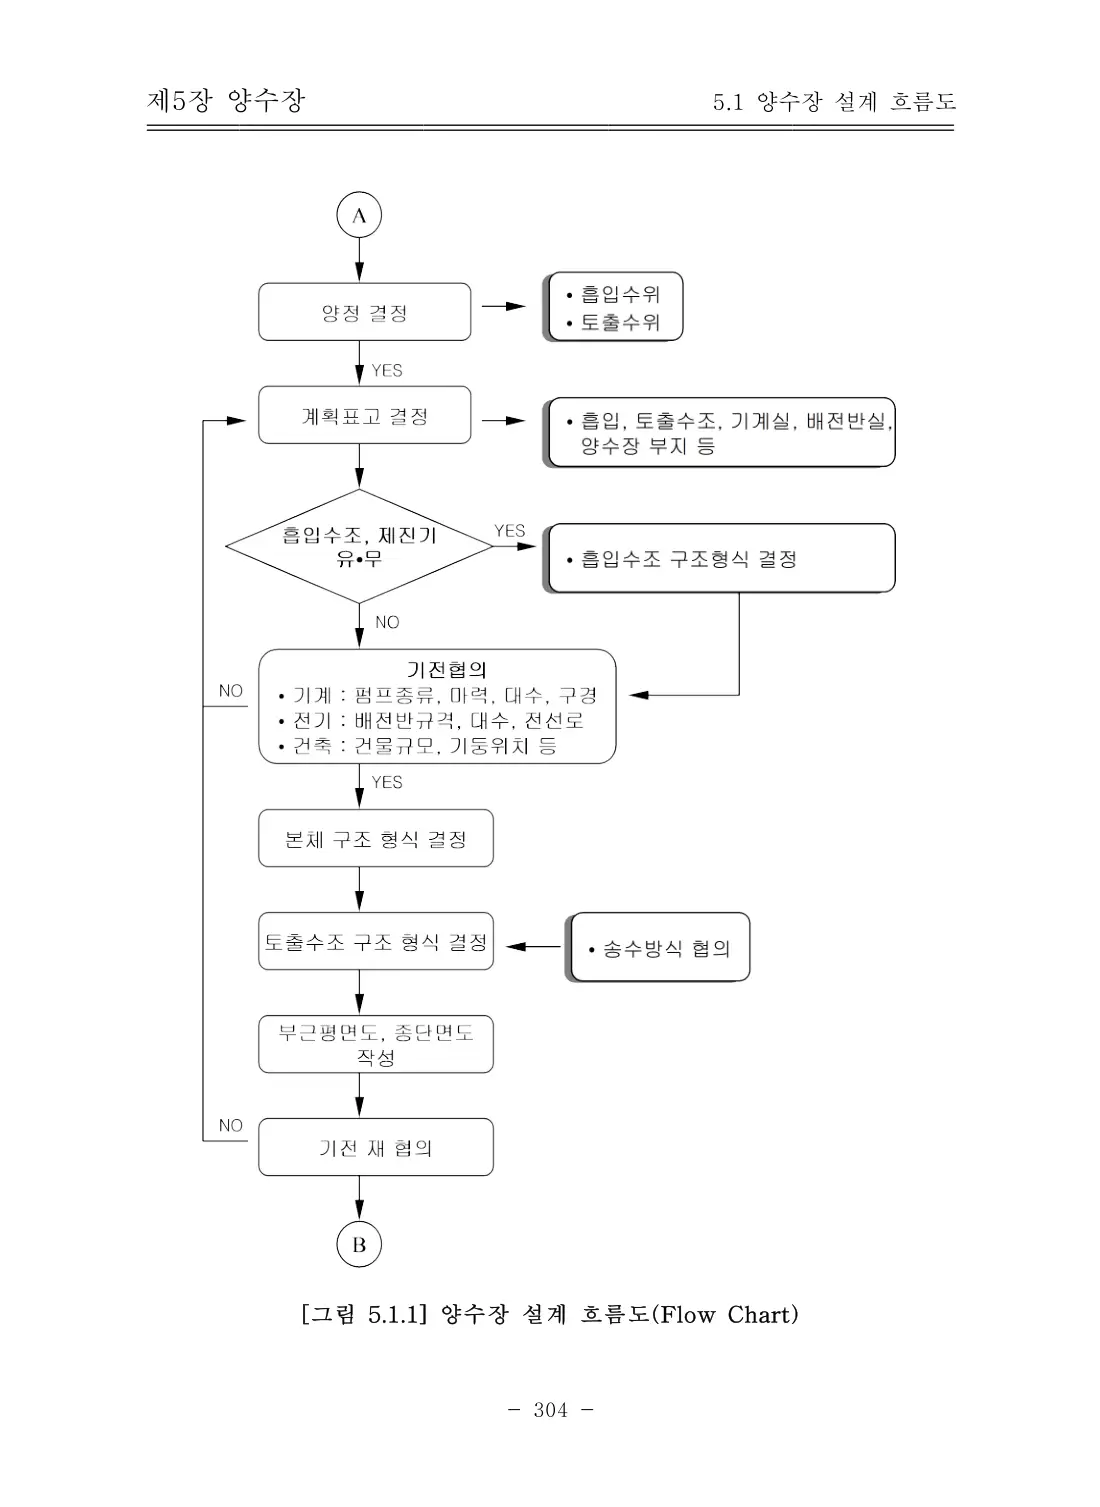 제5장 양수장
5.1 양수장 설계 흐름도
A
양정 결정
• 흡입수위
• 토출수위
YES
계획표고 결정
• 흡입, 토출수조, 기계실, 배전반실,
양수장 부지 등
흡입수조, 제진기
유•무
YES
• 흡입수조 구조형식 결정
NO
기전협의
• 기계 : 펌프종류, 마력, 대수, 구경
• 전기 : 배전반규격, 대수, 전선로
• 건축 : 건물규모, 기둥위치 등
NO
YES
본체 구조 형식 결정
토출수조 구조 형식 결정
• 송수방식 협의
부근평면도, 종단면도
작성
NO
기전 재 협의
B
[그림 5.1.1] 양수장 설계 흐름도(Flow Chart)
- 304 -